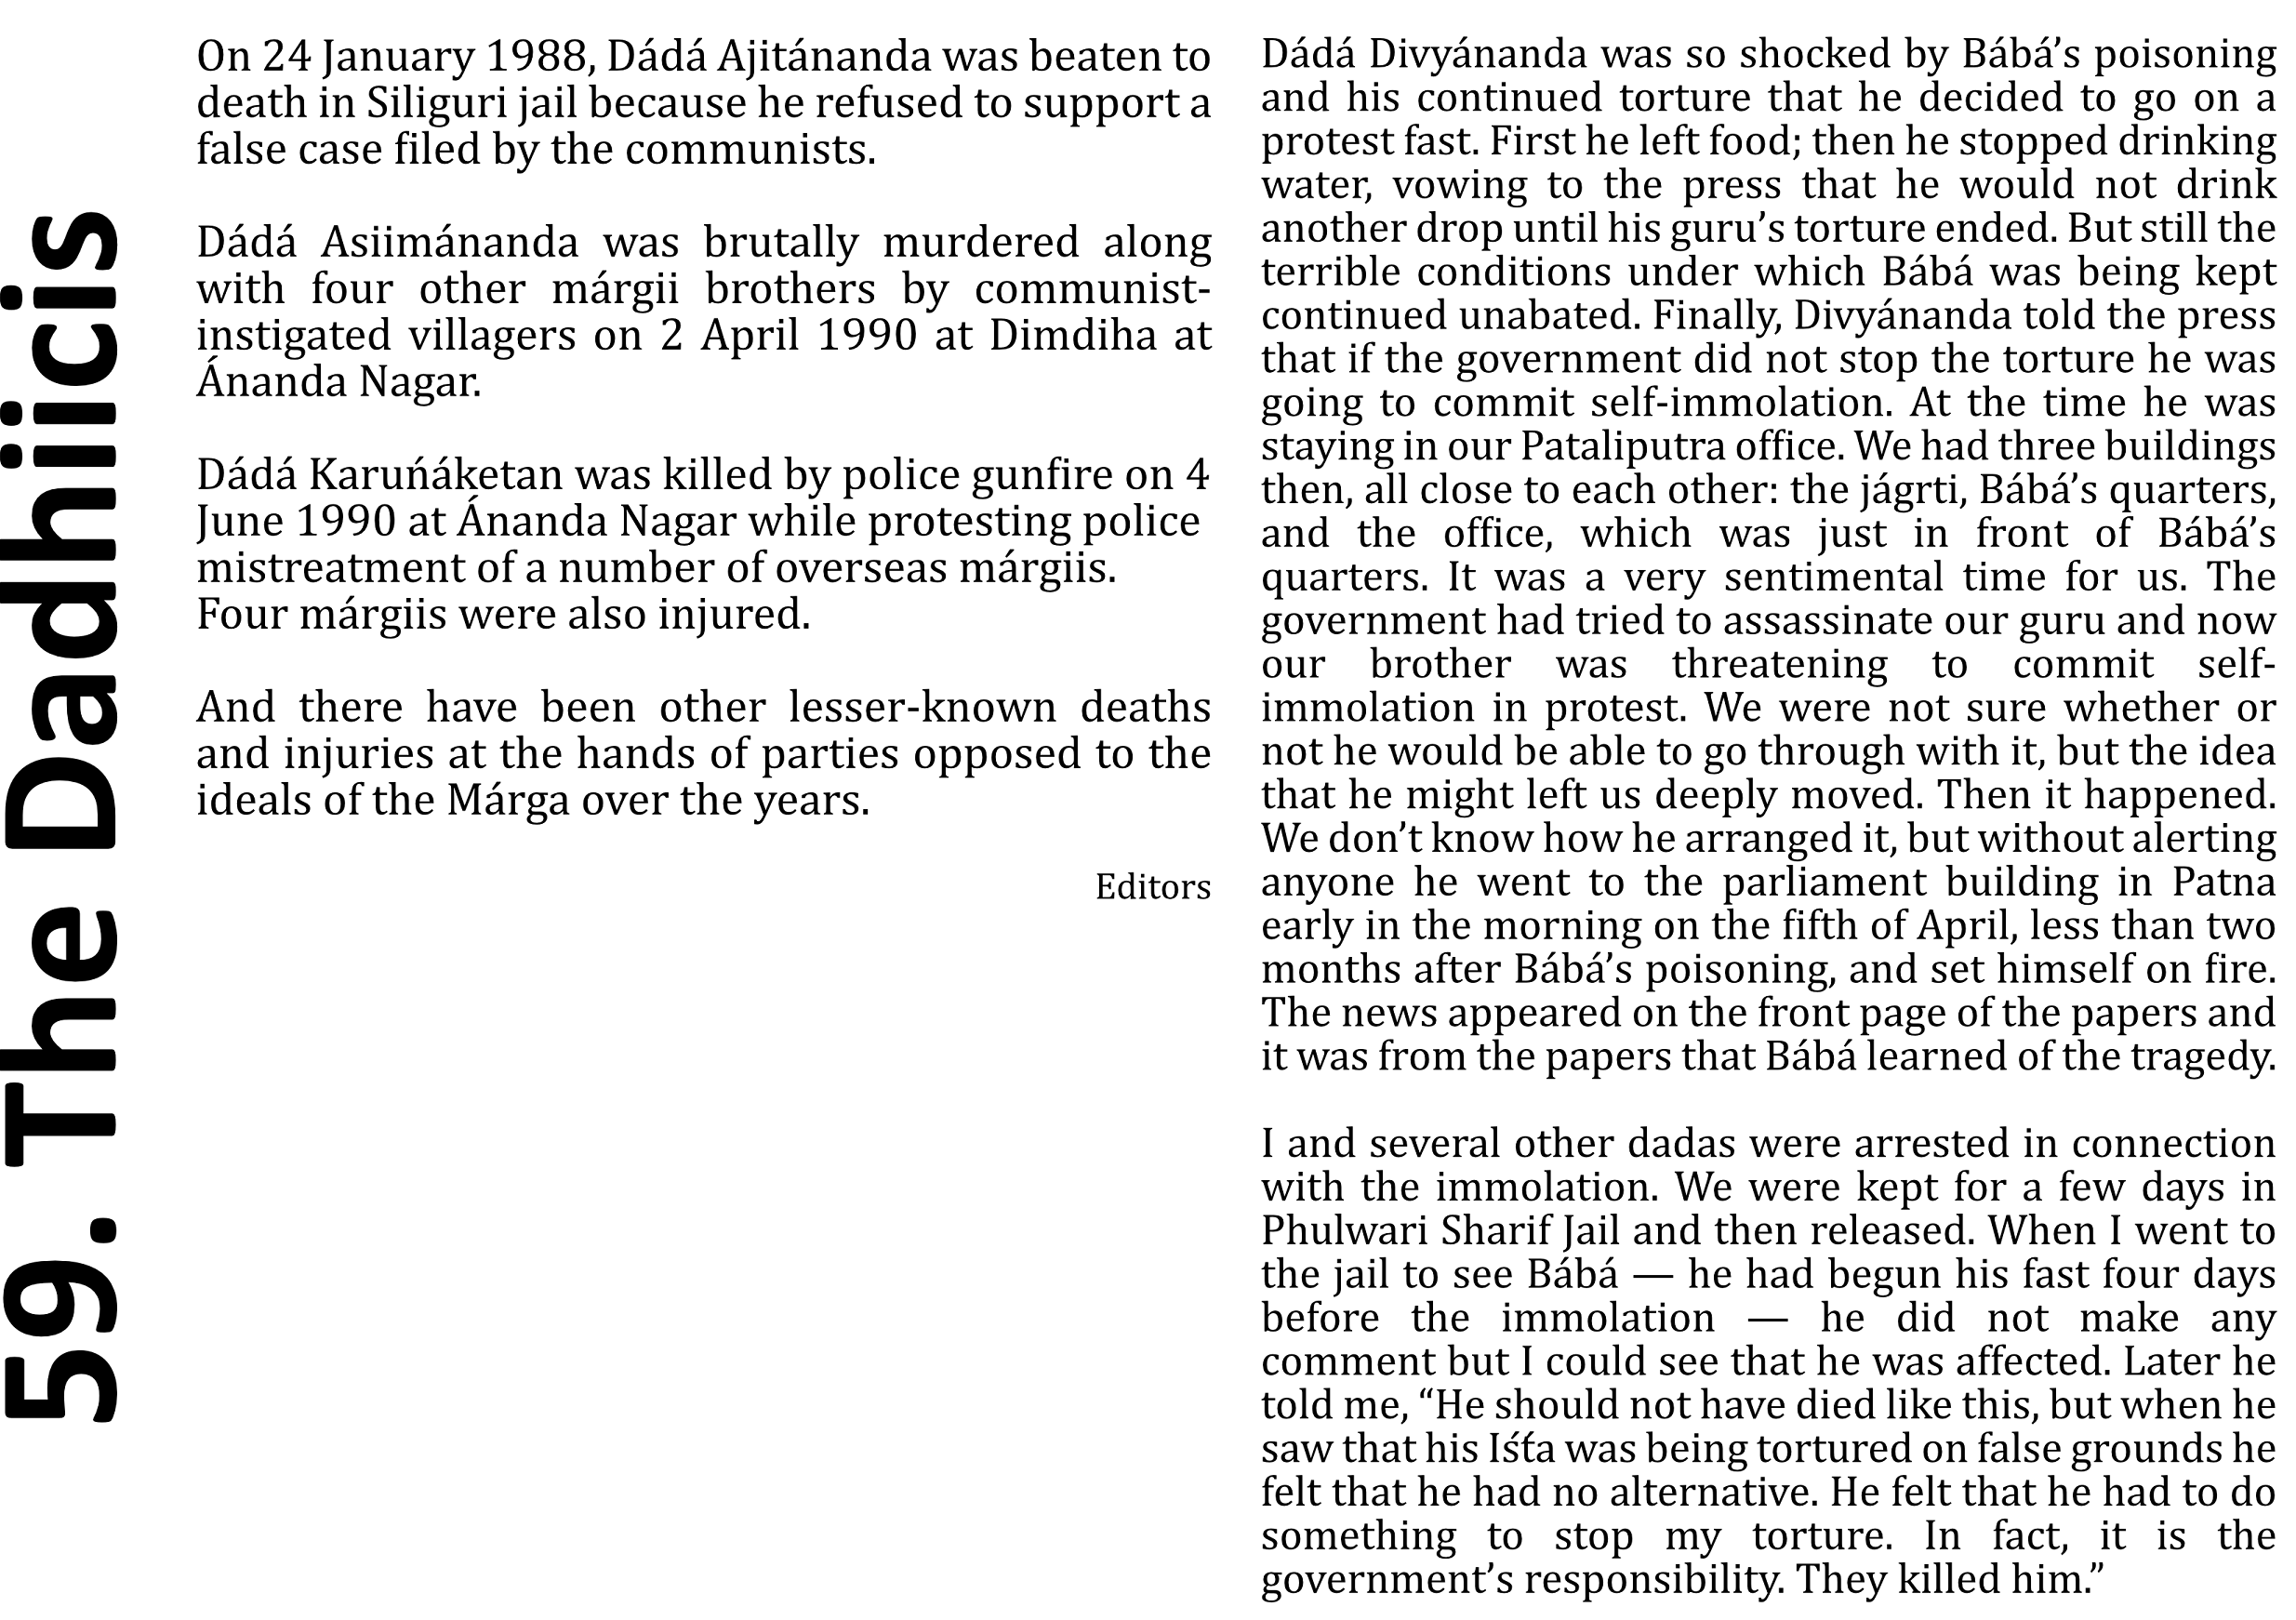 59. The Dadhiicis
On 24 January 1988, Dádá Ajitánanda was beaten to
death in Siliguri jail because he refused to support a
false case filed by the communists.
Dádá Asiimánanda was brutally murdered along
with four other márgii brothers by communist-
instigated villagers on 2 April 1990 at Dimdiha at
Ánanda Nagar.
Dádá Karuńáketan was killed by police gunfire on 4
June 1990 at Ánanda Nagar while protesting police
mistreatment of a number of overseas márgiis.
Four márgiis were also injured.
And there have been other lesser-known deaths
and injuries at the hands of parties opposed to the
ideals of the Márga over the years.
Editors
Dádá Divyánanda was so shocked by Bábá’s poisoning
and his continued torture that he decided to go on a
protest fast. First he left food; then he stopped drinking
water, vowing to the press that he would not drink
another drop until his guru’s torture ended. But still the
terrible conditions under which Bábá was being kept
continued unabated. Finally, Divyánanda told the press
that if the government did not stop the torture he was
going to commit self-immolation. At the time he was
staying in our Pataliputra office. We had three buildings
then, all close to each other: the jágrti, Bábá’s quarters,
and the office, which was just in front of Bábá’s
quarters. It was a very sentimental time for us. The
government had tried to assassinate our guru and now
our brother was threatening to commit self-
immolation in protest. We were not sure whether or
not he would be able to go through with it, but the idea
that he might left us deeply moved. Then it happened.
We don’t know how he arranged it, but without alerting
anyone he went to the parliament building in Patna
early in the morning on the fifth of April, less than two
months after Bábá’s poisoning, and set himself on fire.
The news appeared on the front page of the papers and
it was from the papers that Bábá learned of the tragedy.
I and several other dadas were arrested in connection
with the immolation. We were kept for a few days in
Phulwari Sharif Jail and then released. When I went to
the jail to see Bábá — he had begun his fast four days
before the immolation — he did not make any
comment but I could see that he was affected. Later he
told me, “He should not have died like this, but when he
saw that his Iśt́a was being tortured on false grounds he
felt that he had no alternative. He felt that he had to do
something to stop my torture. In fact, it is the
government’s responsibility. They killed him.”